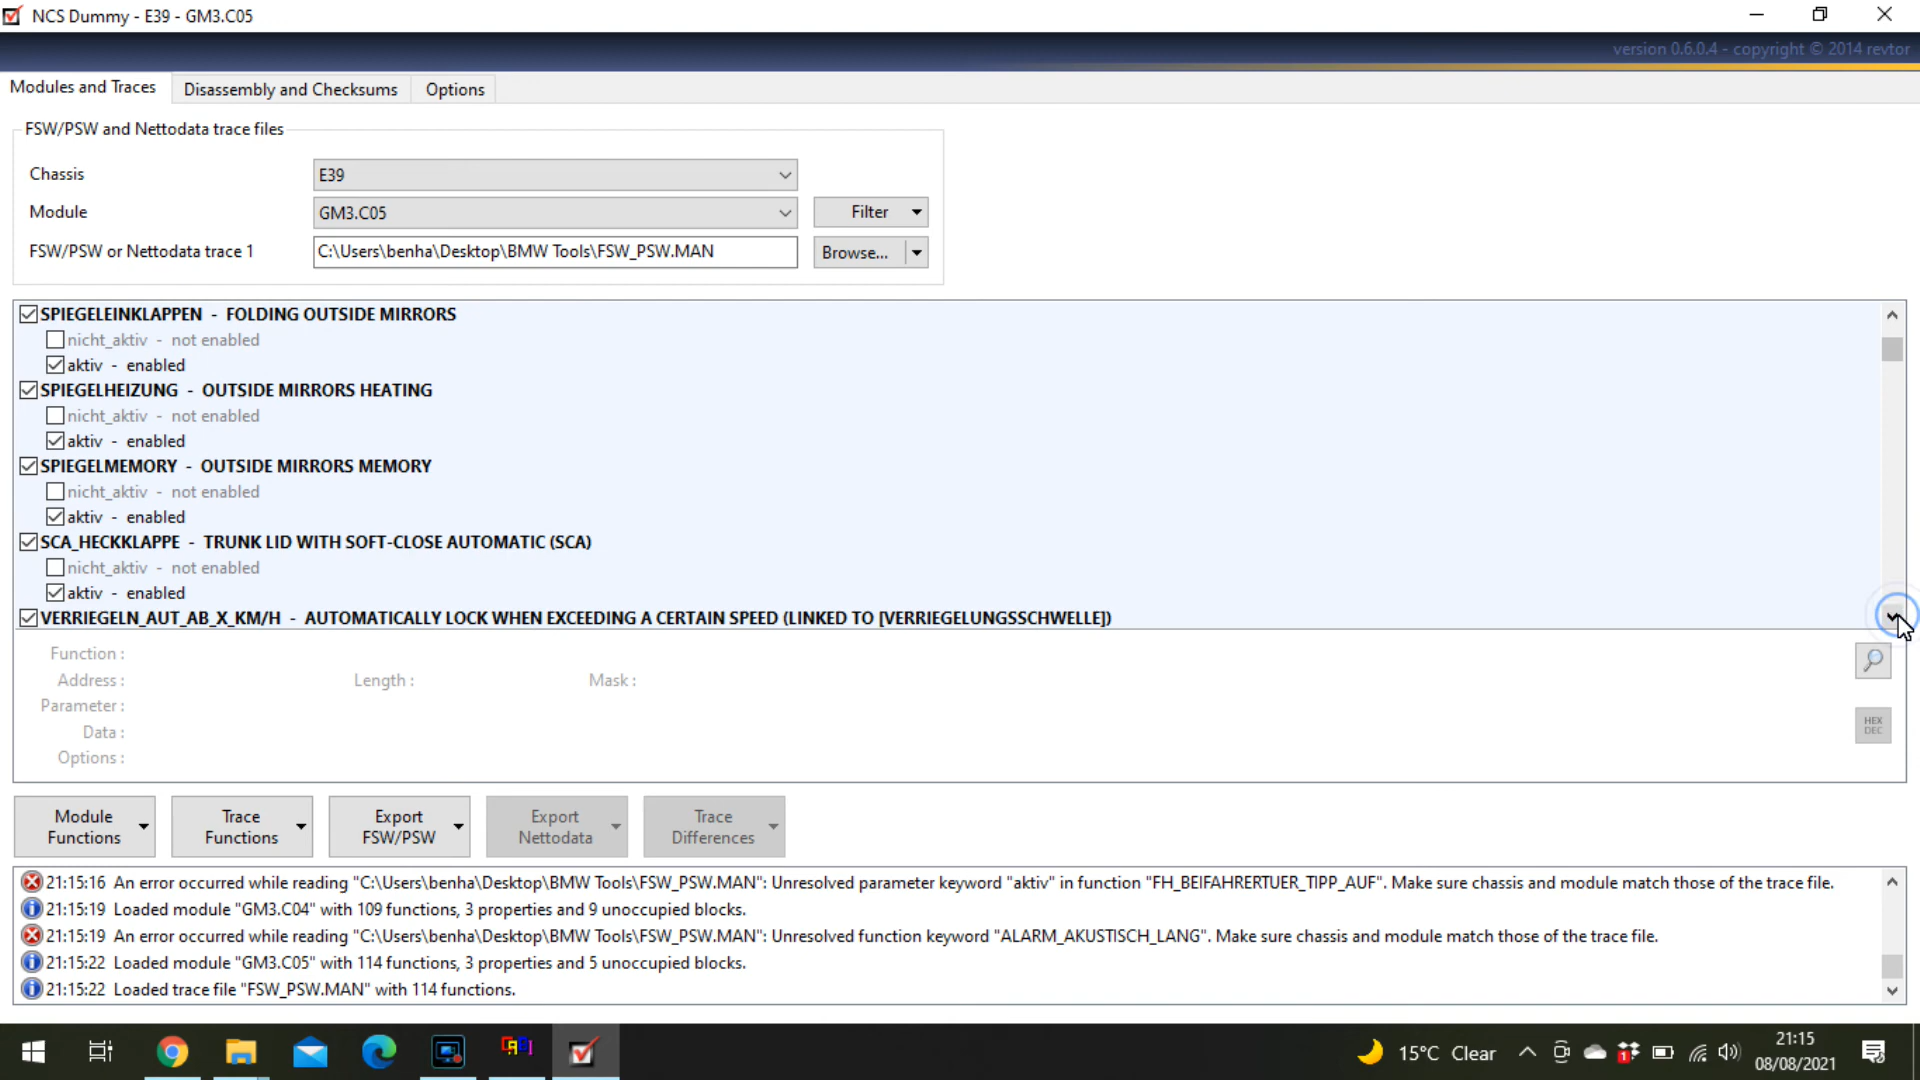 NCS Dummy - E39 - GM3.C05
version 0.6.0.4 - copyright © 2014 revtor
Modules and Traces
Disassembly and Checksums
Options
FSW/PSW and Nettodata trace files
Chassis
E39
Module
GM3.C05
Filter
FSW/PSW or Nettodata trace 1
C:\Users\benha\Desktop\BMW Tools\FSW_PSW.MAN
Browse...
SPIEGELEINKLAPPEN - FOLDING OUTSIDE MIRRORS
nicht_aktiv - not enabled
aktiv - enabled
SPIEGELHEIZUNG - OUTSIDE MIRRORS HEATING
nicht_aktiv - not enabled
aktiv - enabled
SPIEGELMEMORY - OUTSIDE MIRRORS MEMORY
nicht_aktiv - not enabled
aktiv - enabled
SCA_HECKKLAPPE - TRUNK LID WITH SOFT-CLOSE AUTOMATIC (SCA)
nicht_aktiv - not enabled
aktiv - enabled
VERRIEGELN_AUT_AB_X_KM/H - AUTOMATICALLY LOCK WHEN EXCEEDING A CERTAIN SPEED (LINKED TO [VERRIEGELUNGSSCHWELLE])
Function :
Address :
Length :
Mask :
Parameter :
Data :
Options :
HEX
DEC
Module
Functions
Trace
Functions
Export
FSW/PSW
Export
Nettodata
Trace
Differences
21:15:16 An error occurred while reading "C:\Users\benha\Desktop\BMW Tools\FSW_PSW.MAN": Unresolved parameter keyword "aktiv" in function "FH_BEIFAHRERTUER_TIPP_AUF". Make sure chassis and module match those of the trace file.
21:15:19 Loaded module "GM3.C04" with 109 functions, 3 properties and 9 unoccupied blocks.
21:15:19 An error occurred while reading "C:\Users\benha\Desktop\BMW Tools\FSW_PSW.MAN": Unresolved function keyword "ALARM_AKUSTISCH_LANG". Make sure chassis and module match those of the trace file.
21:15:22 Loaded module "GM3.C05" with 114 functions, 3 properties and 5 unoccupied blocks.
21:15:22 Loaded trace file "FSW_PSW.MAN" with 114 functions.
15°C Clear
21:15
08/08/2021